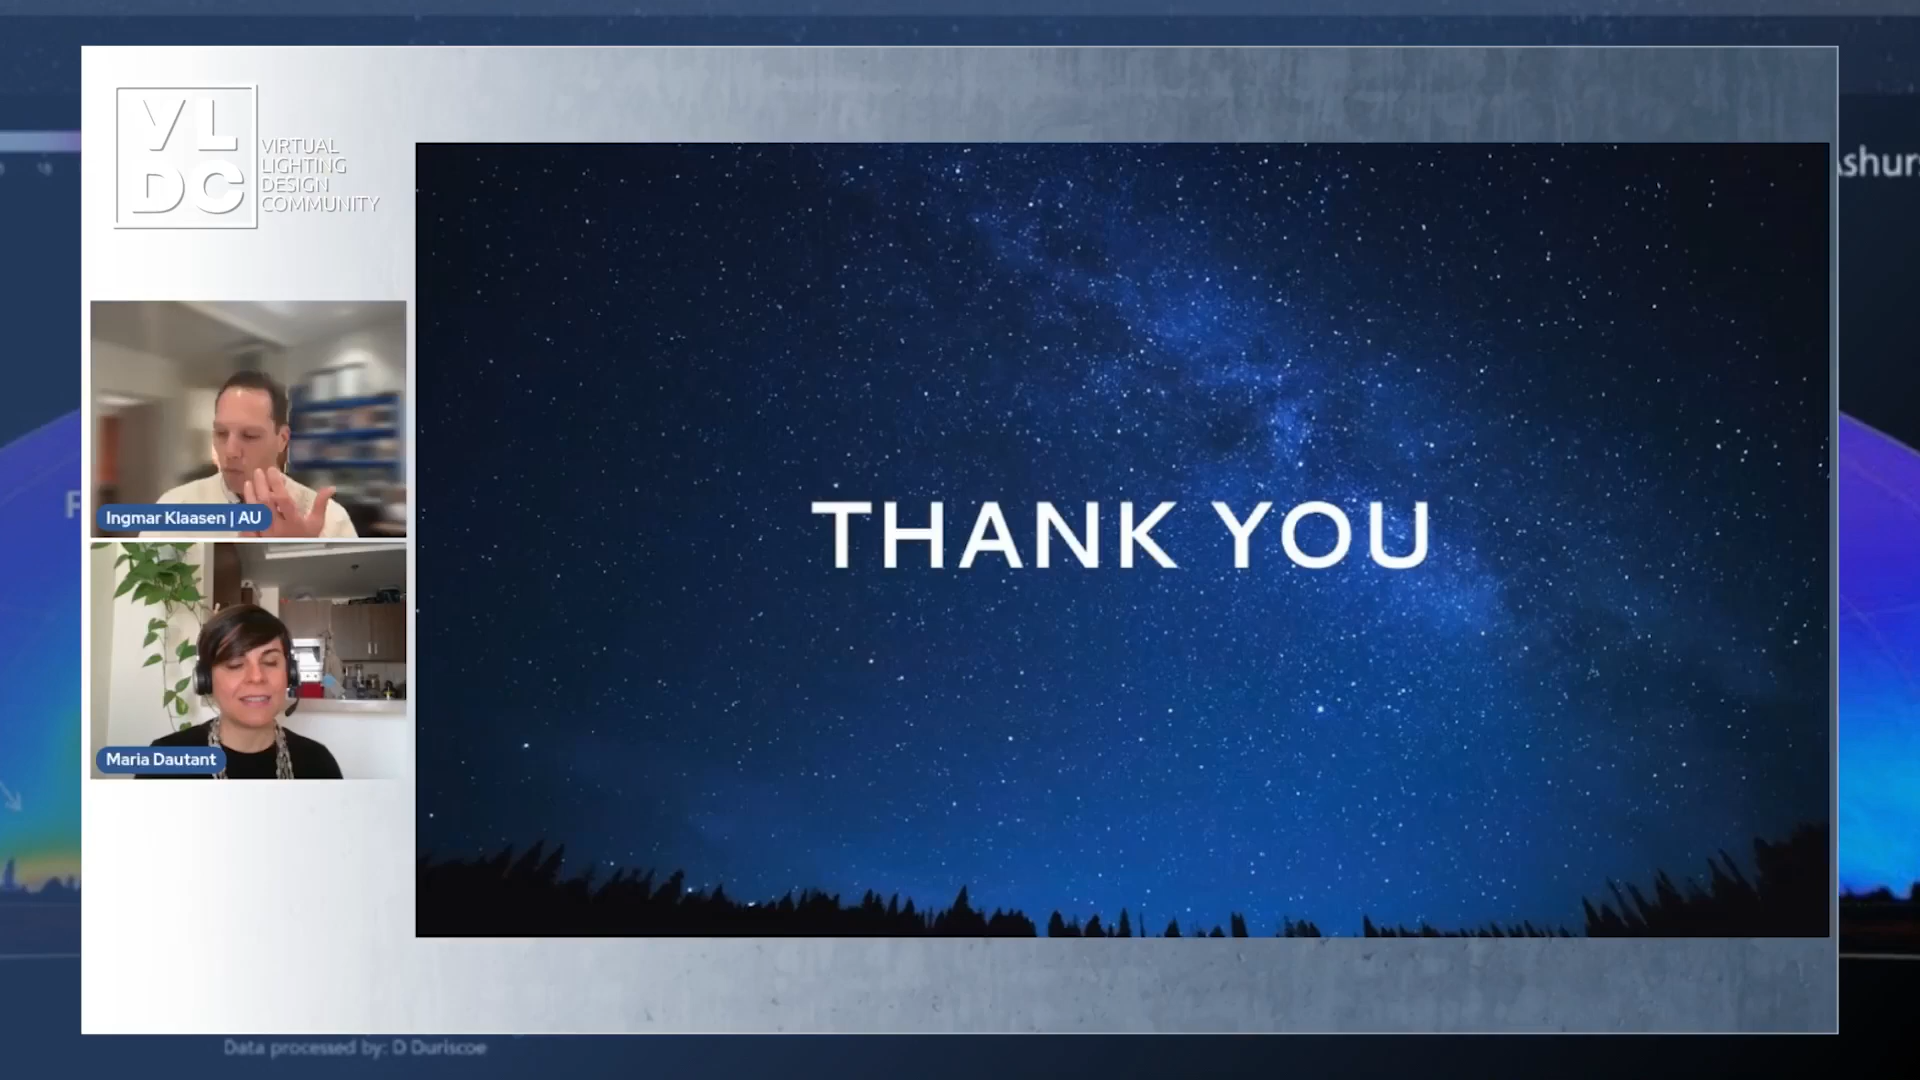 VL
DC
VIRTUAL
LIGHTING
DESIGN
COMMUNITY
Ingmar Klaasen | AU
Maria Dautant
THANK YOU
Data processed by: D Duriscoe